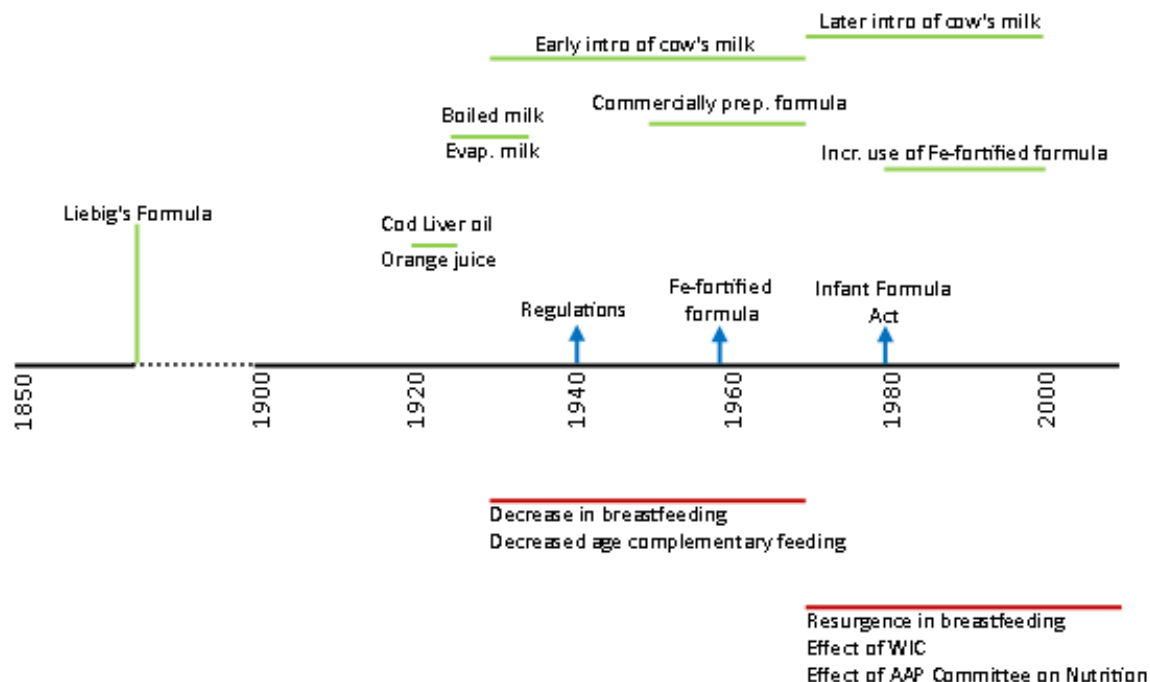 Later intro of cow's milk
Early intro of cow's milk
Commercially prep. formula
Boiled milk
Evap. milk
Incr. use of Fe-fortified formula
Liebig's Formula
Cod Liver oil
Orange juice
Regulations
Fe-fortified
formula
Infant Formula
Act
1850
1900
1920
1940
1960
1980
2000
Decrease in breastfeeding
Decreased age complementary feeding
Resurgence in breastfeeding
Effect of WIC
Effect of AAP Committee on Nutrition